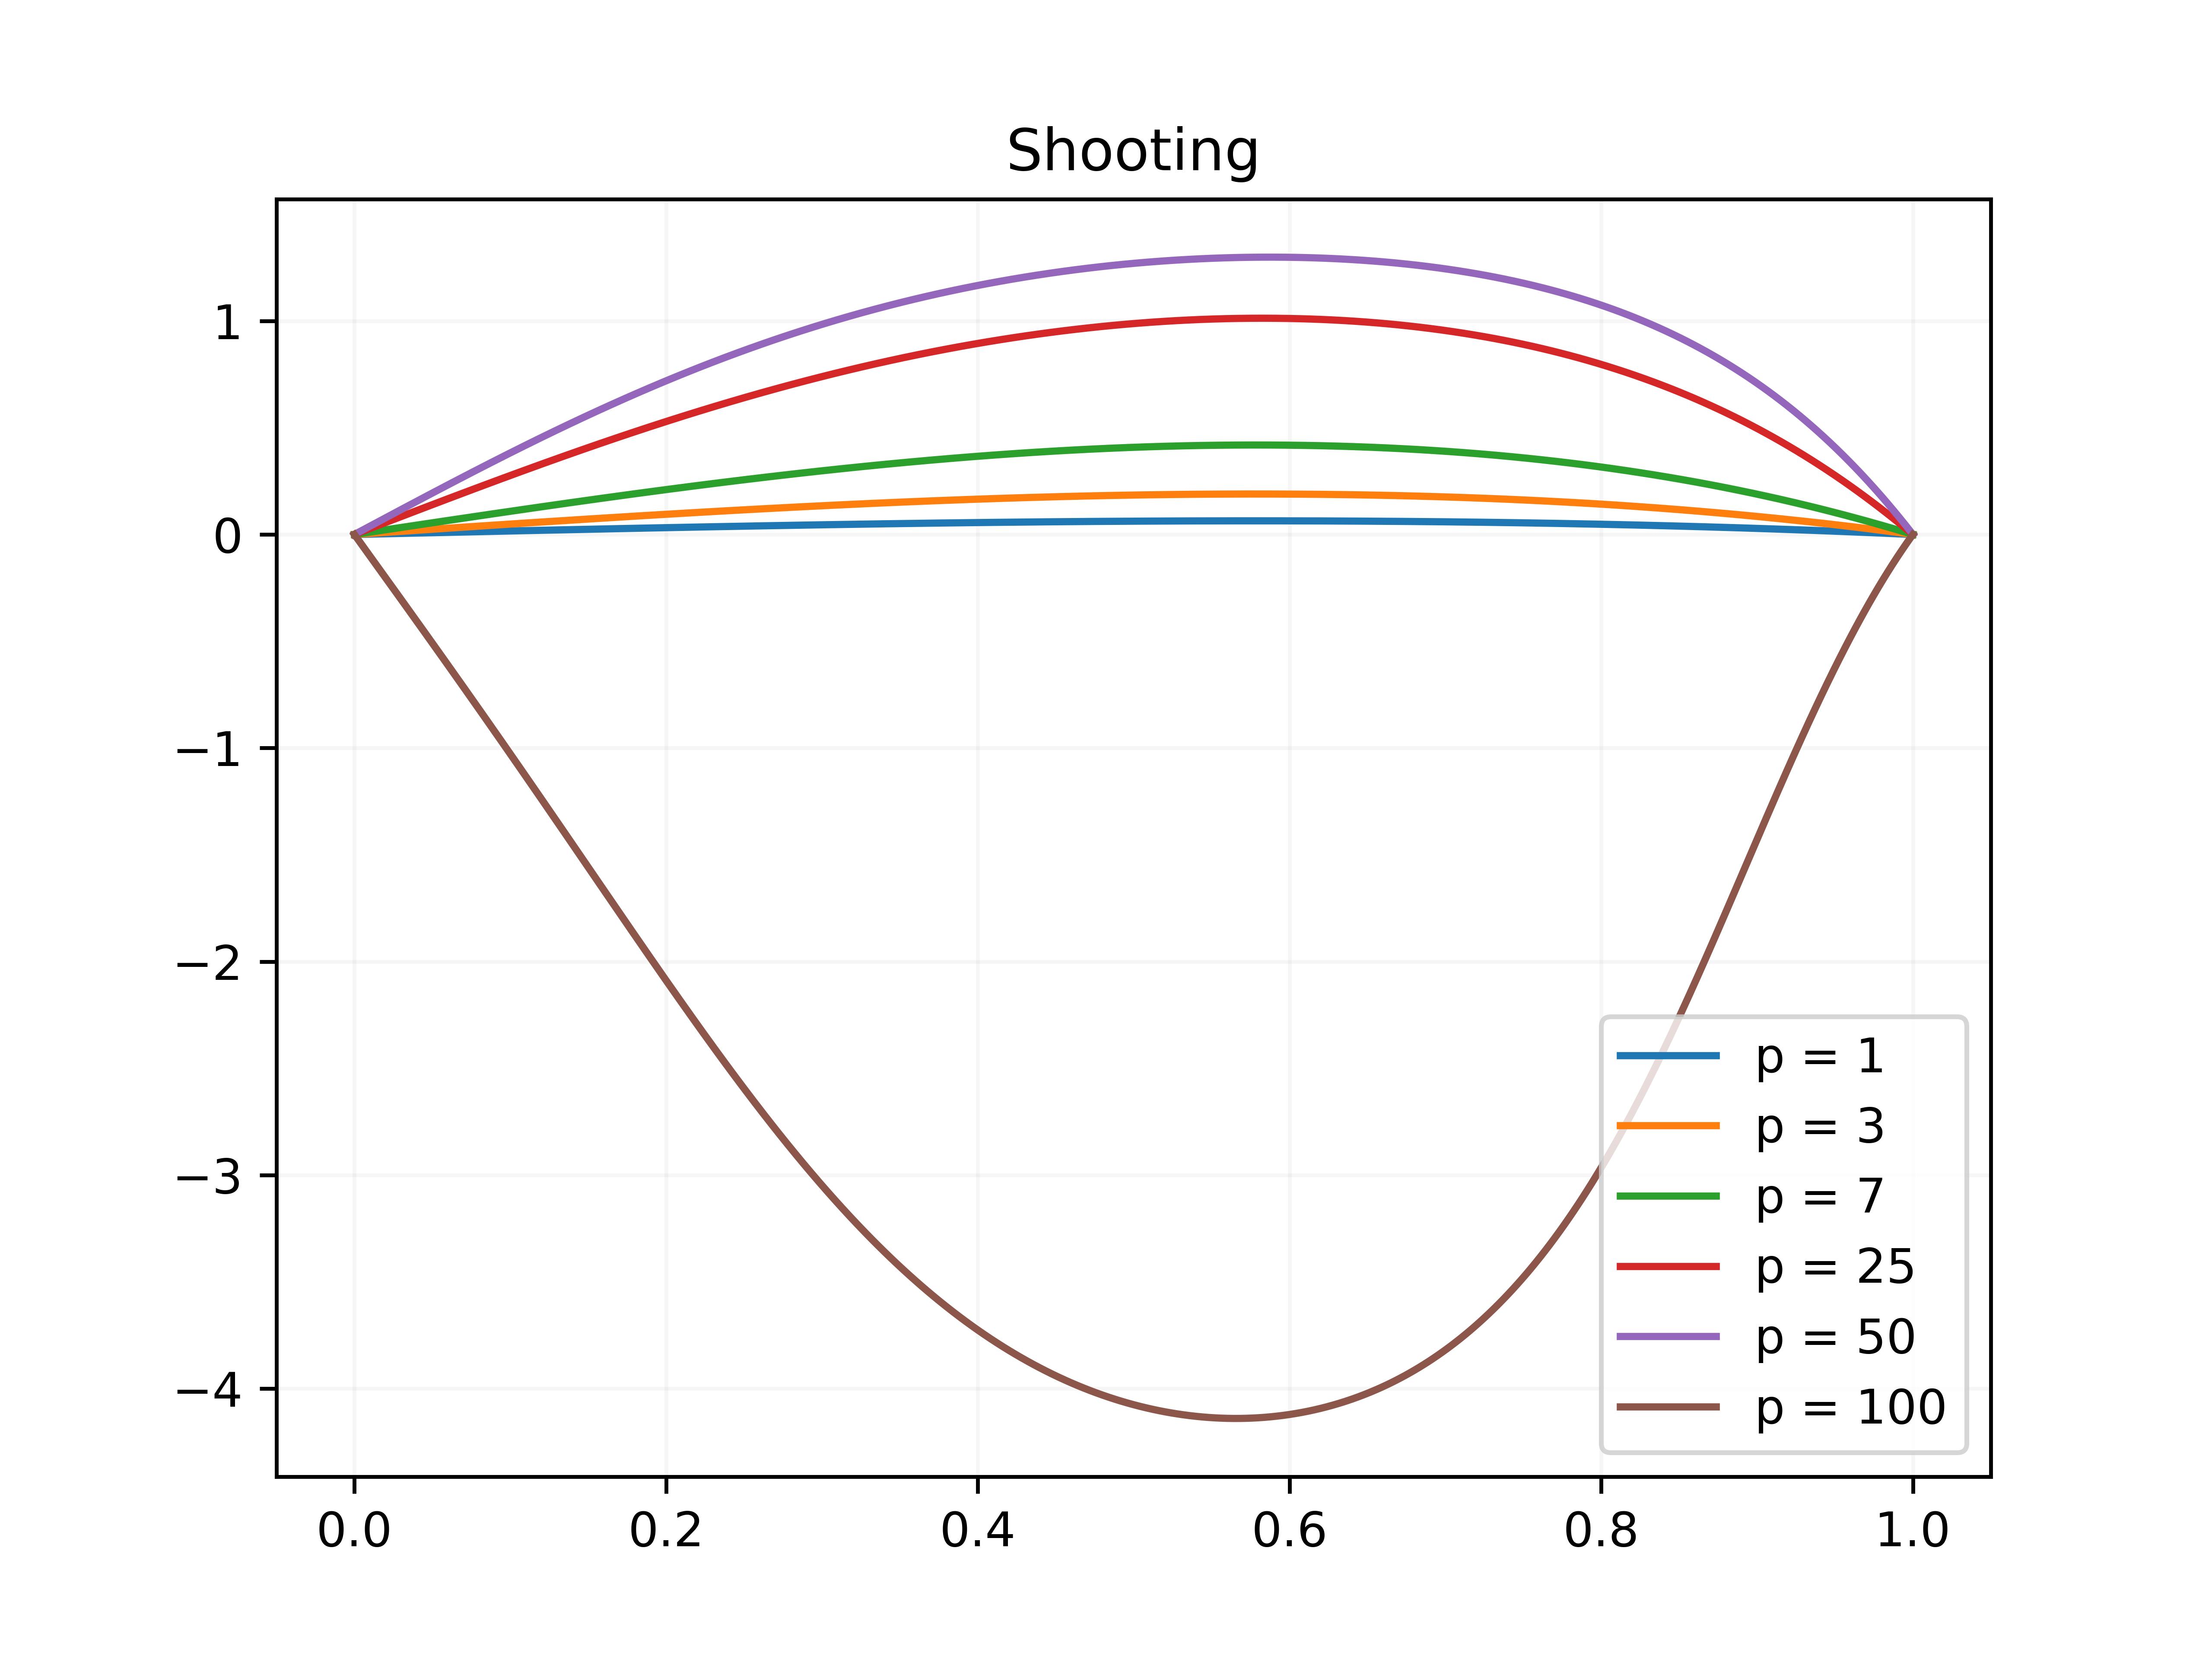 Shooting
1
0
−1
−2
−3
−4
p = 1
p = 3
p = 7
p = 25
p = 50
p = 100
0.0 0.2 0.4 0.6 0.8 1.0